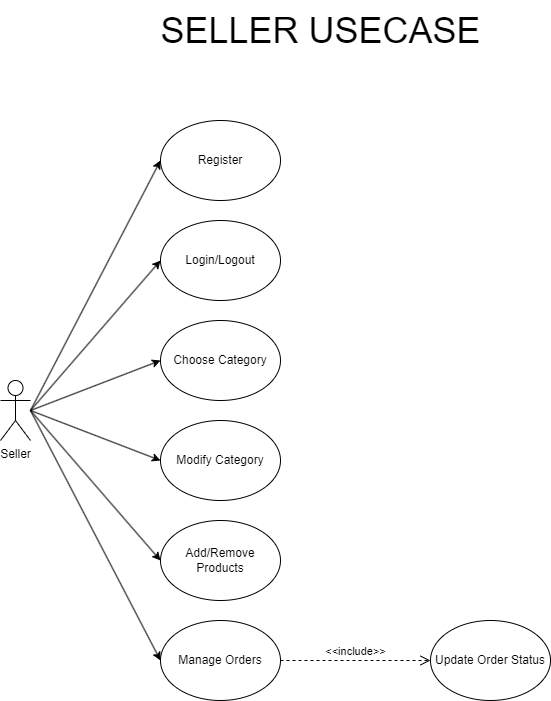 SELLER USECASE
Register
Login/Logout
Choose Category
Seller
Modify Category
Add/Remove
Products
Manage Orders
<<include>>
Update Order Status